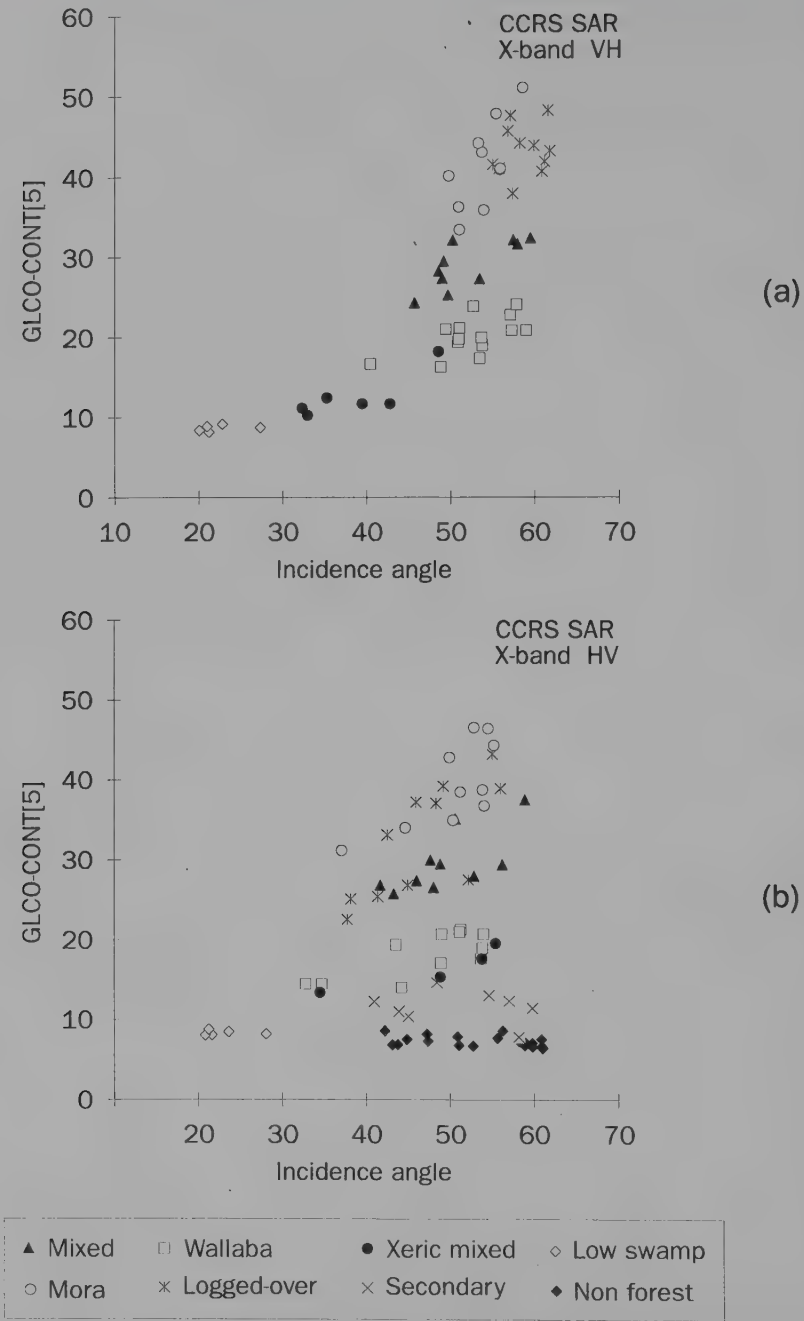 CCRS SAR
X-band VH
60
50
40
30
20
10
0
GLCO-CONT[5]
10 20 30 40 50 60 70
Incidence angle
(a)
CCRS SAR
X-band HV
60
50
40
30
20
10
0
GLCO-CONT[5]
20 30 40 50 60 70
Incidence angle
(b)
Mixed Wallaba Xeric mixed Low swamp
Mora Logged-over Secondary Non forest